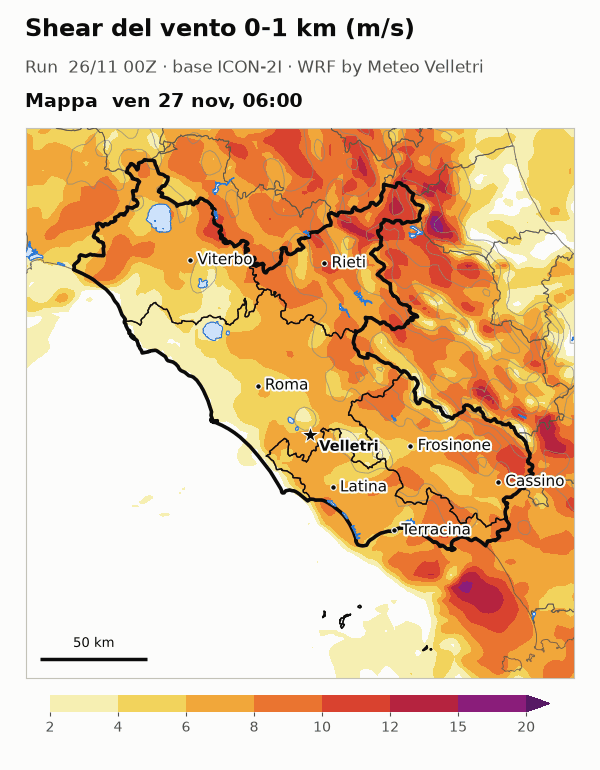 Shear del vento 0-1 km (m/s)
Run 26/11 00Z · base ICON-2I · WRF by Meteo Velletri
Mappa ven 27 nov, 06:00
Viterbo
Rieti
Roma
Velletri
Frosinone
Latina
Cassino
Terracina
50 km
2 4 6 8 10 12 15 20